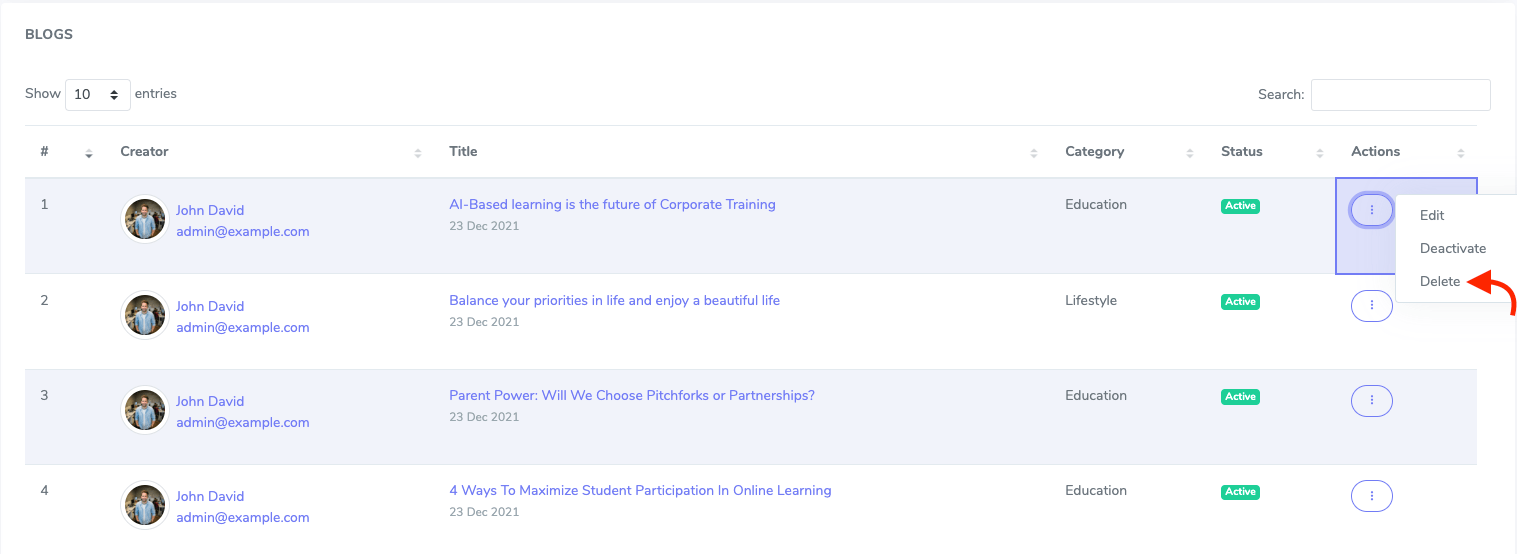 BLOGS
Show 10 entries
Search:
# Creator Title Category Status Actions
1 John David AI-Based learning is the future of Corporate Training Education Active
admin@example.com 23 Dec 2021
Edit
Deactivate
Delete
2 John David Balance your priorities in life and enjoy a beautiful life Lifestyle Active
admin@example.com 23 Dec 2021
3 John David Parent Power: Will We Choose Pitchforks or Partnerships? Education Active
admin@example.com 23 Dec 2021
4 John David 4 Ways To Maximize Student Participation In Online Learning Education Active
admin@example.com 23 Dec 2021